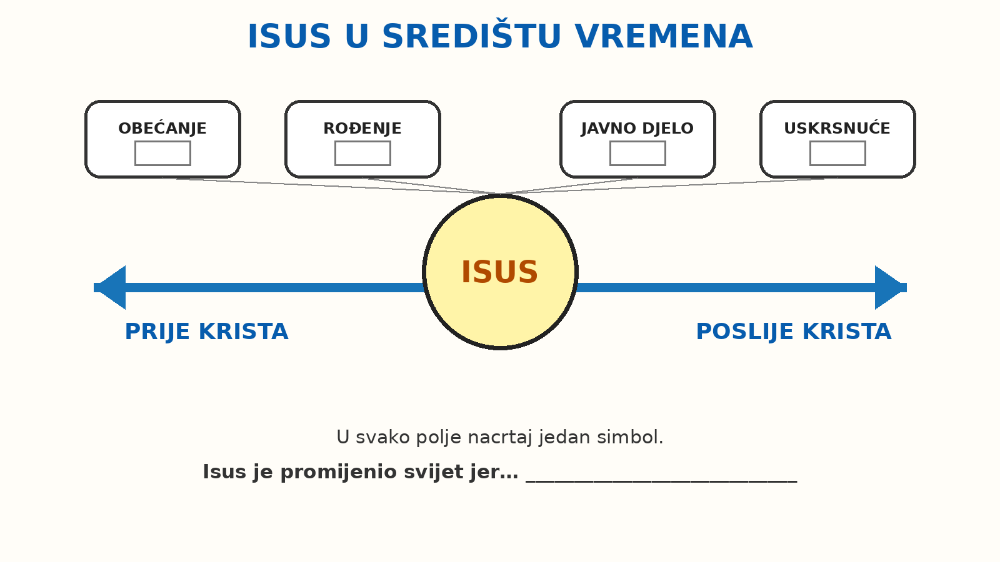 ISUS U SREDIŠTU VREMENA
OBEĆANJE
ROĐENJE
JAVNO DJELO
USKRSNUĆE
ISUS
PRIJE KRISTA
POSLIJE KRISTA
U svako polje nacrtaj jedan simbol.
Isus je promijenio svijet jer… ____________________________